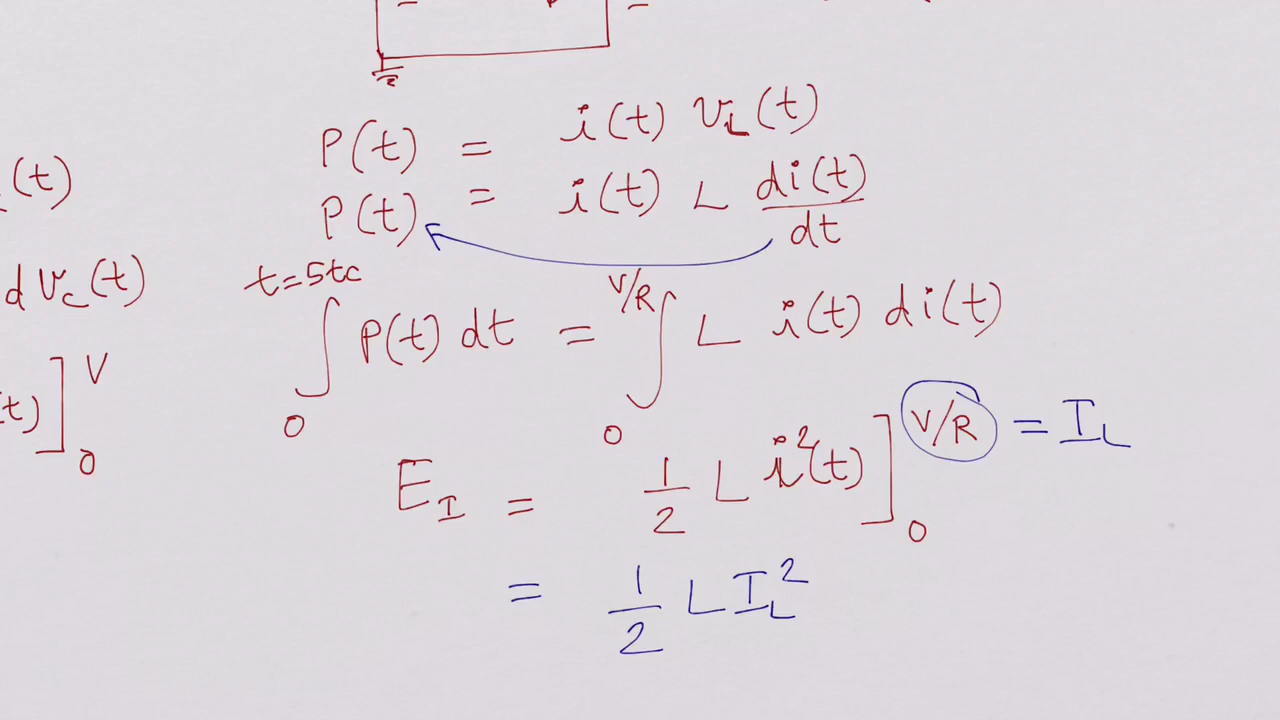 P(t) = i(t) v_L(t)
P(t) = i(t) L di(t)/dt
(t)
d V_c(t)
t=5tc
∫_0 P(t) dt = ∫_0^{V/R} L i(t) di(t)
t) ]_0^V
E_I = 1/2 L i²(t) ]_0^{V/R} = I_L
= 1/2 L I_L²